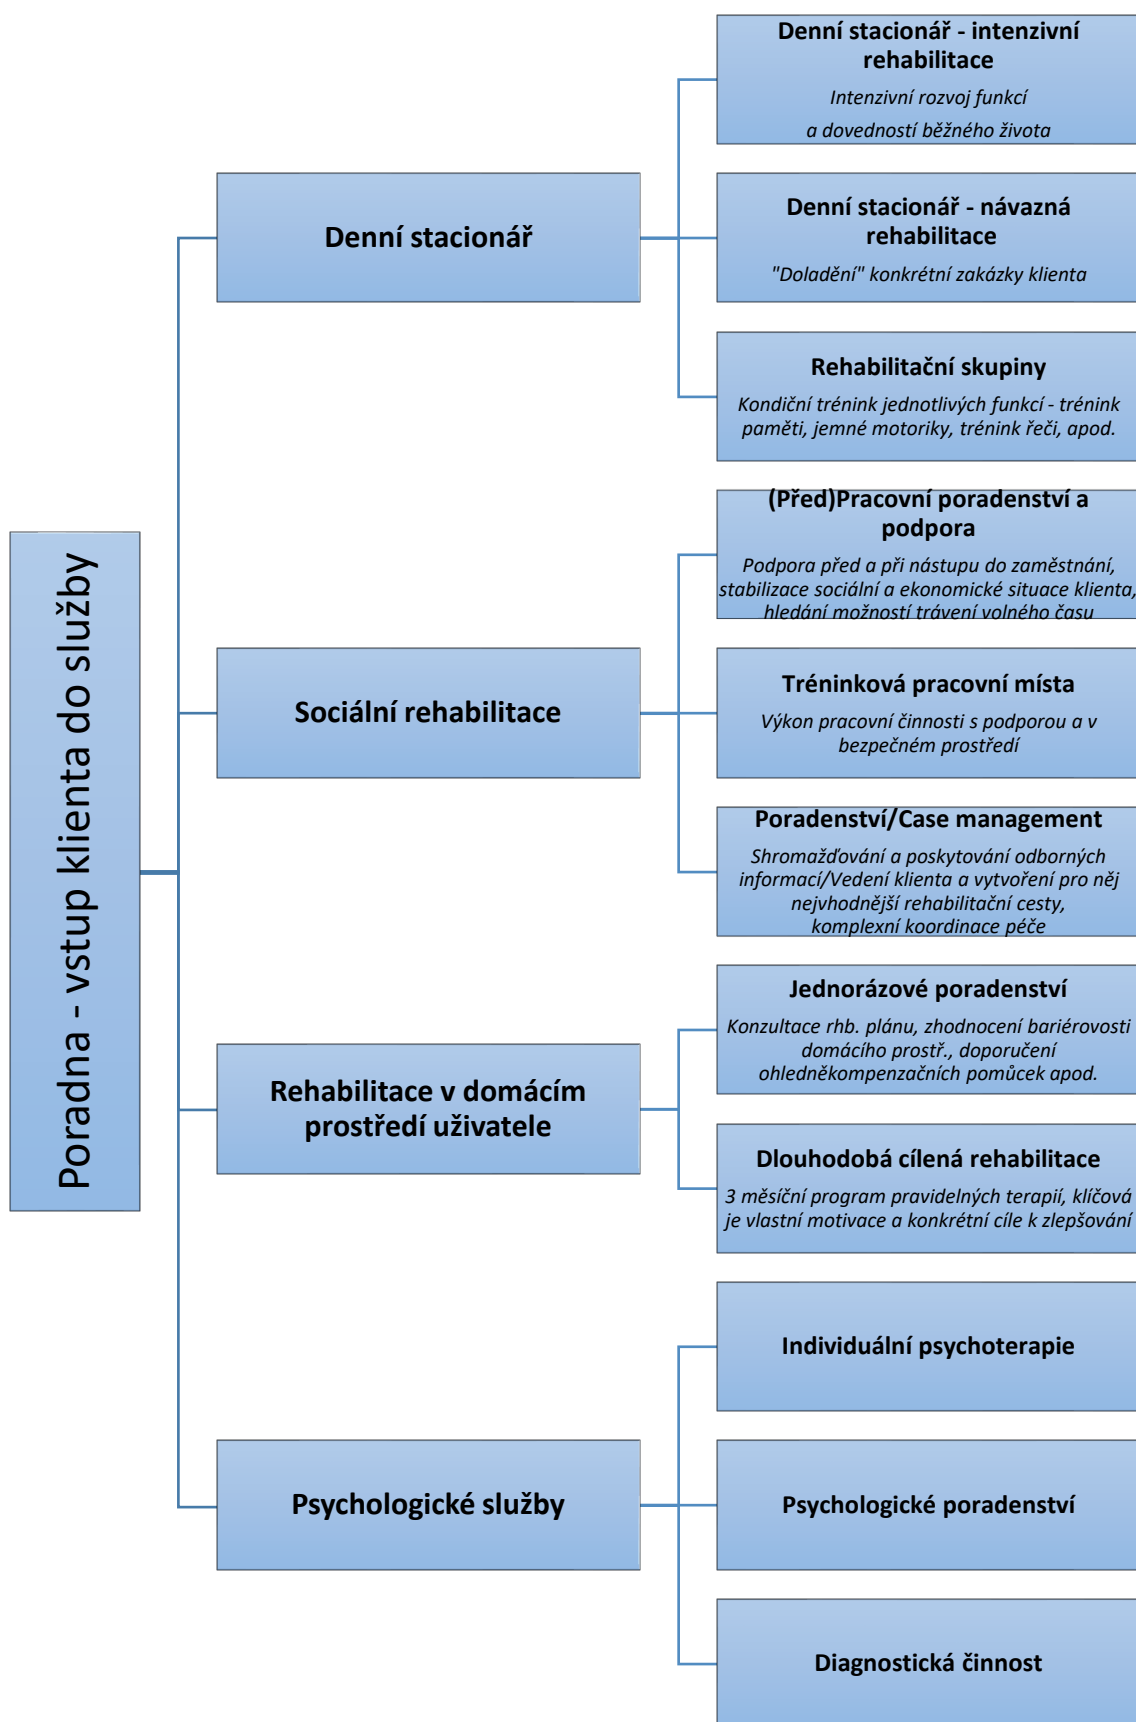 Poradna - vstup klienta do služby
Denní stacionář
Denní stacionář - intenzivní
rehabilitace
Intenzivní rozvoj funkcí
a dovedností běžného života
Denní stacionář - návazná
rehabilitace
"Doladění" konkrétní zakázky klienta
Rehabilitační skupiny
Kondiční trénink jednotlivých funkcí - trénink
paměti, jemné motoriky, trénink řeči, apod.
Sociální rehabilitace
(Před)Pracovní poradenství a
podpora
Podpora před a při nástupu do zaměstnání,
stabilizace sociální a ekonomické situace klienta,
hledání možností trávení volného času
Tréninková pracovní místa
Výkon pracovní činnosti s podporou a v
bezpečném prostředí
Poradenství/Case management
Shromažďování a poskytování odborných
informací/Vedení klienta a vytvoření pro něj
nejvhodnější rehabilitační cesty,
komplexní koordinace péče
Rehabilitace v domácím
prostředí uživatele
Jednorázové poradenství
Konzultace rhb. plánu, zhodnocení bariérovosti
domácího prostř., doporučení
ohledněkompenzačních pomůcek apod.
Dlouhodobá cílená rehabilitace
3 měsíční program pravidelných terapií, klíčová
je vlastní motivace a konkrétní cíle k zlepšování
Psychologické služby
Individuální psychoterapie
Psychologické poradenství
Diagnostická činnost